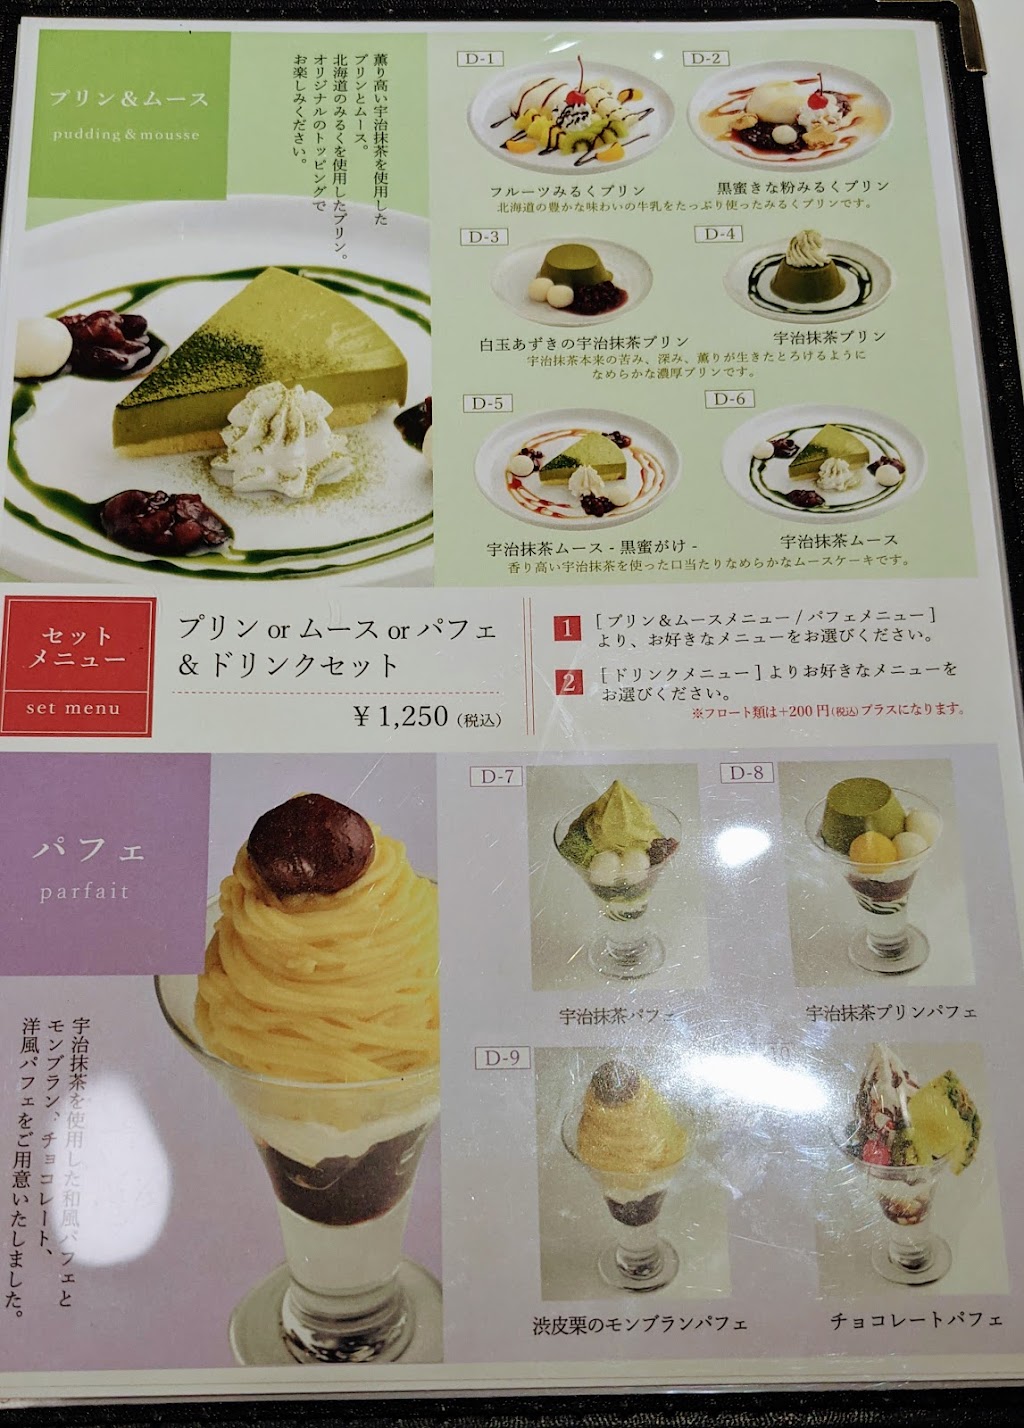 プリン&ムース
pudding&mousse
薫り高い宇治抹茶を使用した
プリンとムース。
北海道のみるくを使用したプリン。
オリジナルのトッピングで
お楽しみください。
D-1
フルーツみるくプリン
D-2
黒蜜きな粉みるくプリン
北海道の豊かな味わいの牛乳をたっぷり使ったみるくプリンです。
D-3
白玉あずきの宇治抹茶プリン
D-4
宇治抹茶プリン
宇治抹茶本来の苦み、深み、薫りが生きたとろけるように
なめらかな濃厚プリンです。
D-5
宇治抹茶ムース - 黒蜜がけ -
D-6
宇治抹茶ムース
香り高い宇治抹茶を使った口当たりなめらかなムースケーキです。
セット
メニュー
set menu
プリン or ムース or パフェ
& ドリンクセット
¥1,250 (税込)
1 [プリン&ムースメニュー/パフェメニュー]
より、お好きなメニューをお選びください。
2 [ドリンクメニュー]よりお好きなメニューを
お選びください。
※フロート類は+200円(税込)プラスになります。
パフェ
parfait
宇治抹茶を使用した和風パフェと
モンブラン、チョコレート、
洋風パフェをご用意いたしました。
D-7
宇治抹茶パフェ
D-8
宇治抹茶プリンパフェ
D-9
渋皮栗のモンブランパフェ
10
チョコレートパフェ